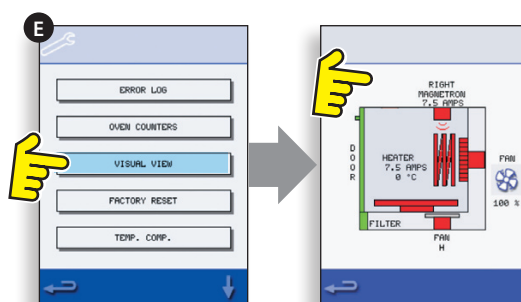 E
ERROR LOG
OVEN COUNTERS
VISUAL VIEW
FACTORY RESET
TEMP. COMP.
RIGHT
MAGNETRON
7.5 AMPS
DOOR
HEATER
7.5 AMPS
0 °C
FAN
100 %
FILTER
FAN
H